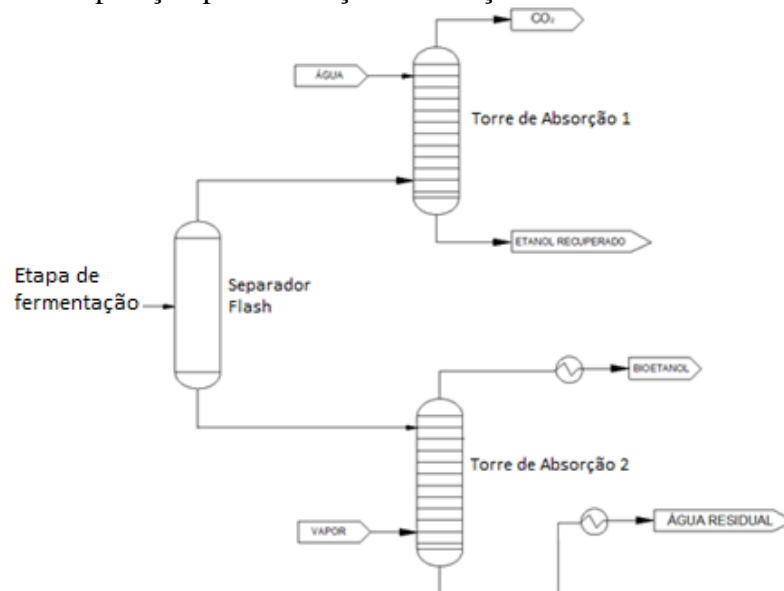 CO₂
ÁGUA
Torre de Absorção 1
ETANOL RECUPERADO
Etapa de
fermentação
Separador
Flash
BIOETANOL
Torre de Absorção 2
VAPOR
ÁGUA RESIDUAL